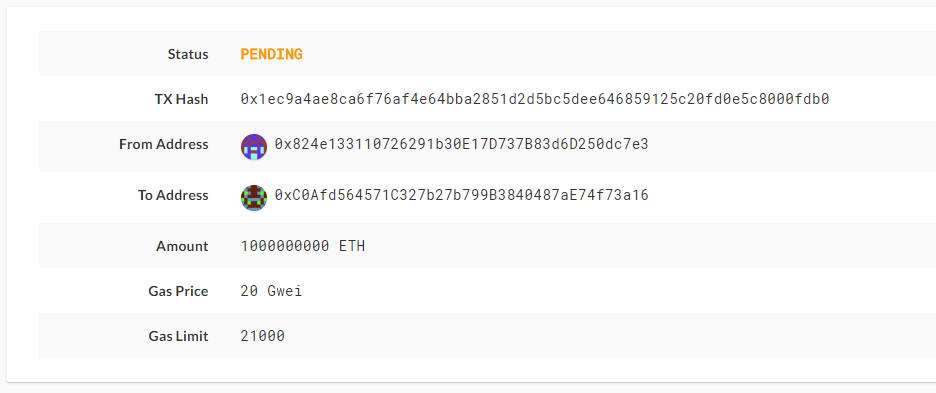 Status PENDING
TX Hash 0x1ec9a4ae8ca6f76af4e64bba2851d2d5bc5dee646859125c20fd0e5c8000fdb0
From Address 0x824e133110726291b30E17D737B83d6D250dc7e3
To Address 0xC0Afd564571C327b27b799B3840487aE74f73a16
Amount 1000000000 ETH
Gas Price 20 Gwei
Gas Limit 21000